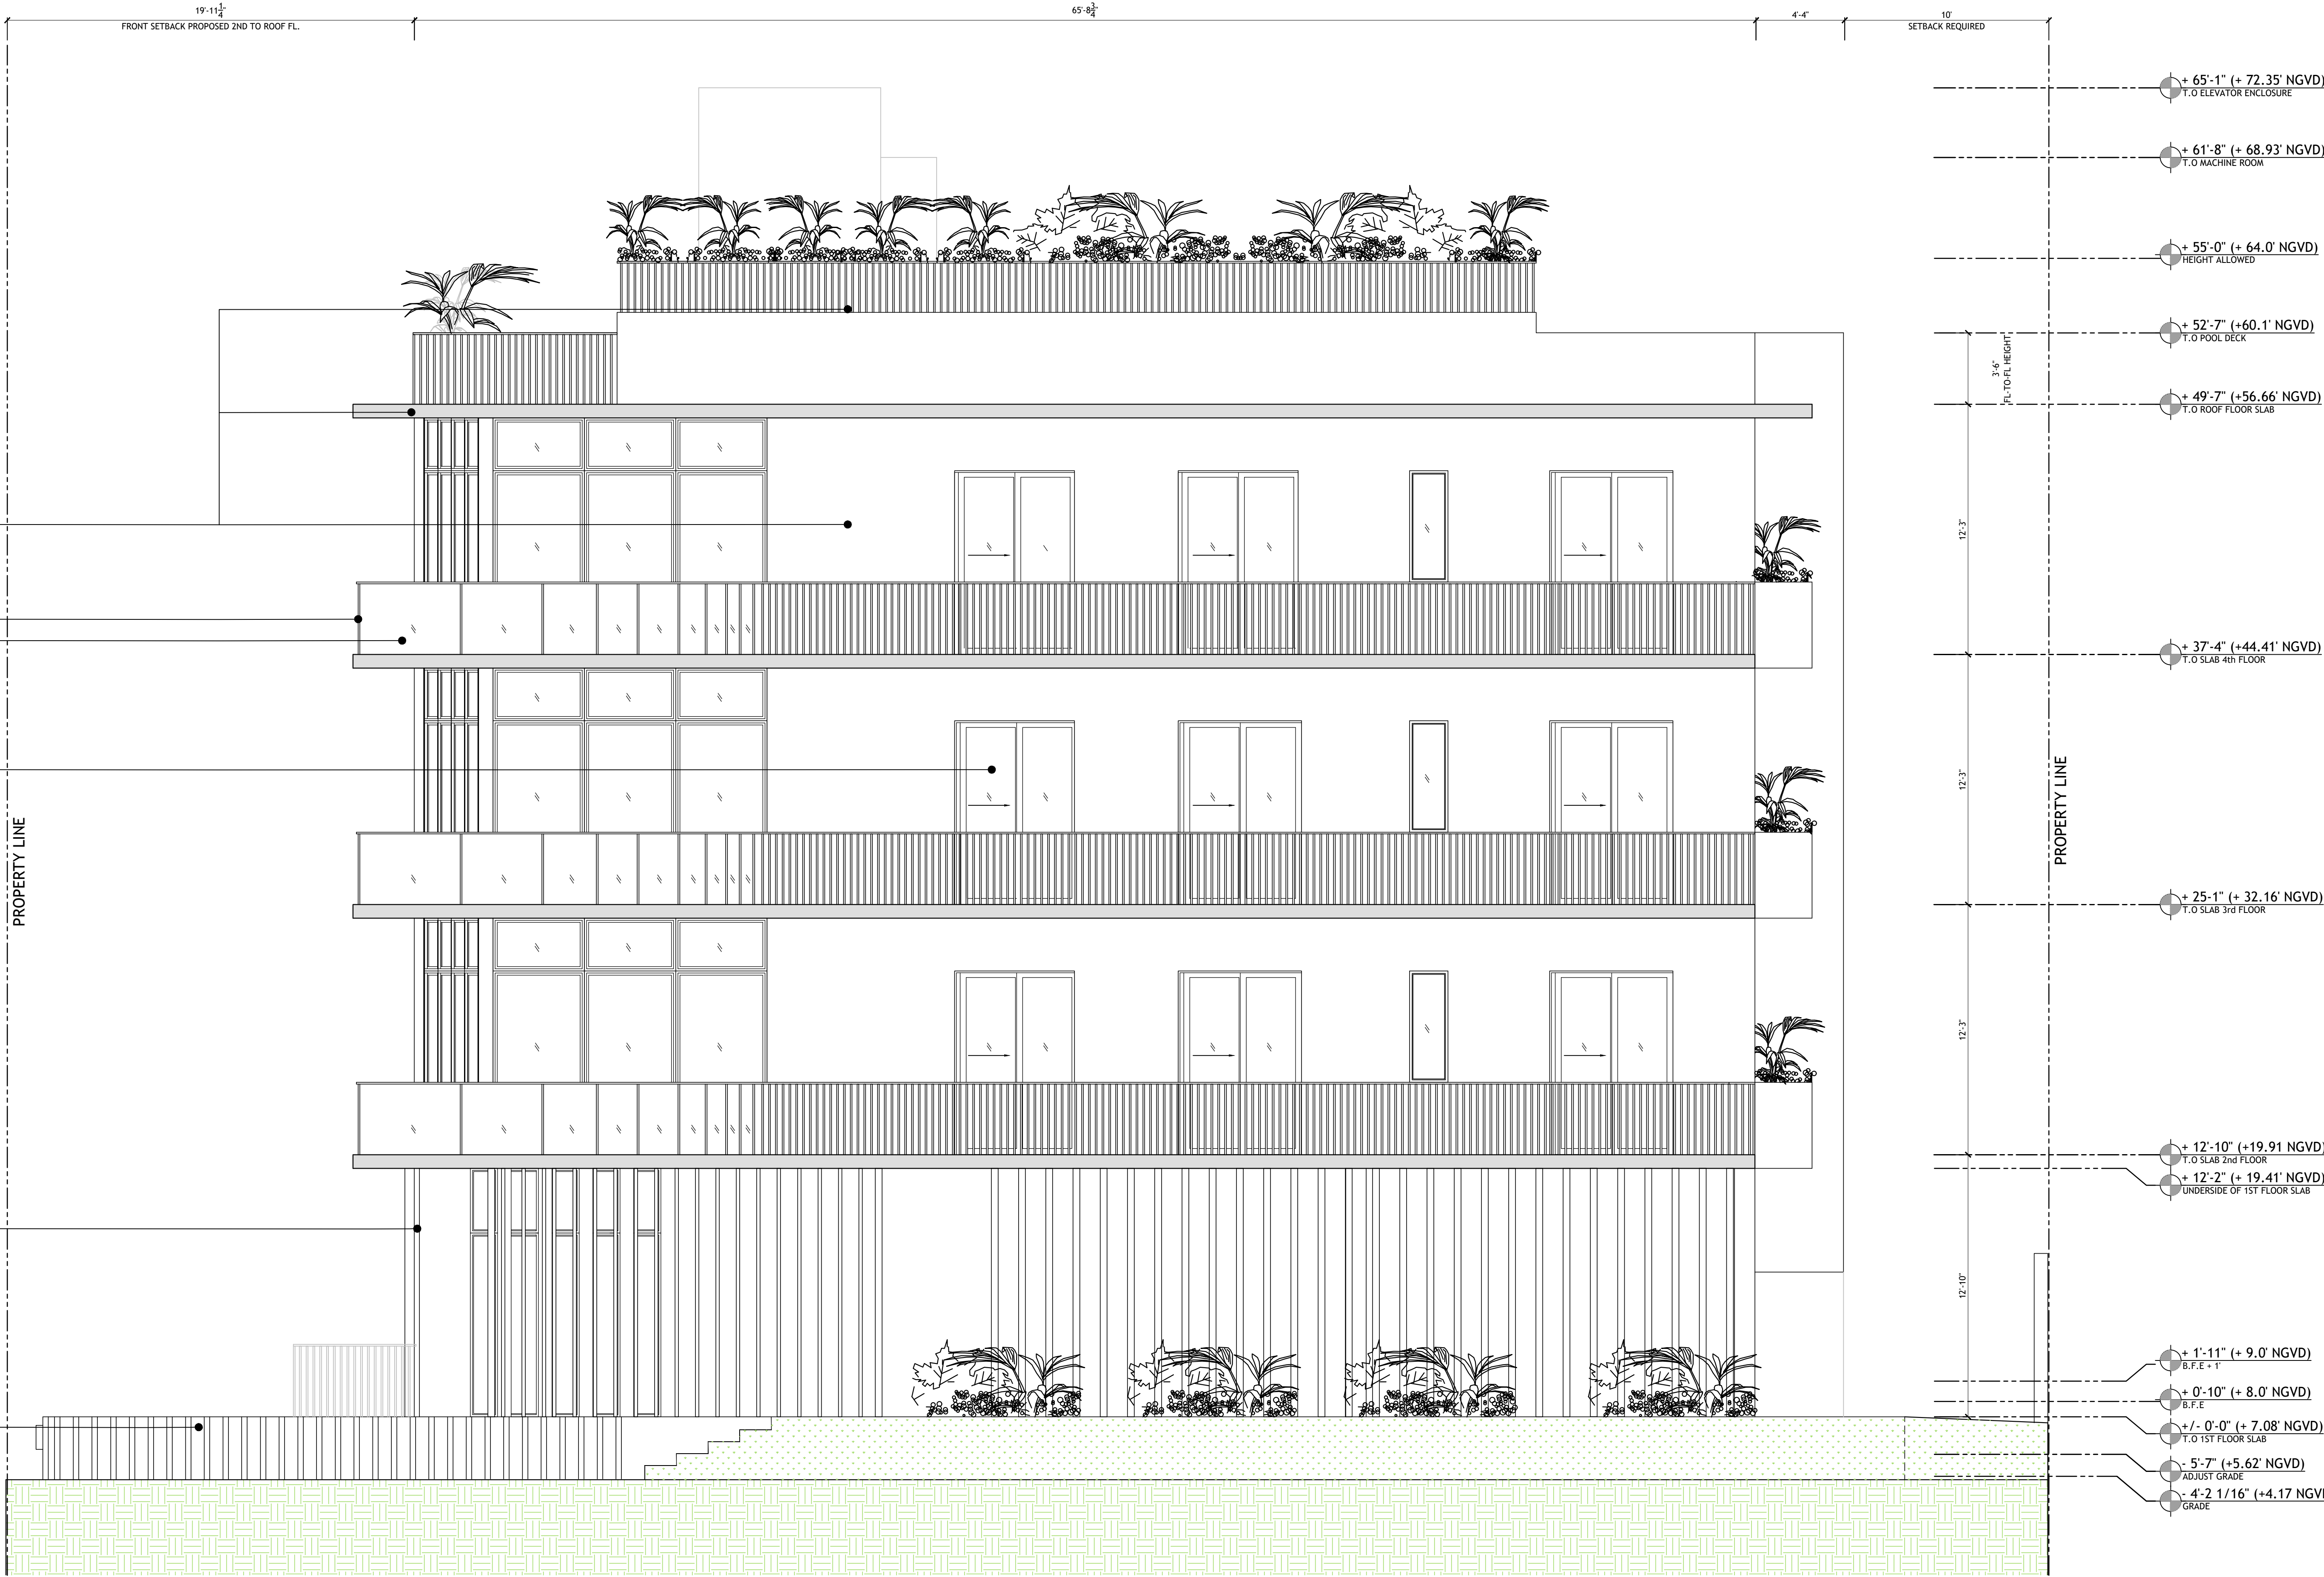 19'-11 1/4"
65'-8 3/4"
4'-4"
10'
FRONT SETBACK PROPOSED 2ND TO ROOF FL.
SETBACK REQUIRED
+ 65'-1" (+ 72.35' NGVD)
T.O ELEVATOR ENCLOSURE
+ 61'-8" (+ 68.93' NGVD)
T.O MACHINE ROOM
+ 55'-0" (+ 64.0' NGVD)
HEIGHT ALLOWED
+ 52'-7" (+60.1' NGVD)
T.O POOL DECK
3'-6"
FL-TO-FL HEIGHT
+ 49'-7" (+56.66' NGVD)
T.O ROOF FLOOR SLAB
12'-3"
+ 37'-4" (+44.41' NGVD)
T.O SLAB 4th FLOOR
12'-3"
PROPERTY LINE
PROPERTY LINE
+ 25-1" (+ 32.16' NGVD)
T.O SLAB 3rd FLOOR
12'-3"
+ 12'-10" (+19.91 NGVD)
T.O SLAB 2nd FLOOR
+ 12'-2" (+ 19.41' NGVD)
UNDERSIDE OF 1ST FLOOR SLAB
12'-10"
+ 1'-11" (+ 9.0' NGVD)
B.F.E + 1'
+ 0'-10" (+ 8.0' NGVD)
B.F.E
+/- 0'-0" (+ 7.08' NGVD)
T.O 1ST FLOOR SLAB
- 5'-7" (+5.62' NGVD)
ADJUST GRADE
- 4'-2 1/16" (+4.17 NGV
GRADE